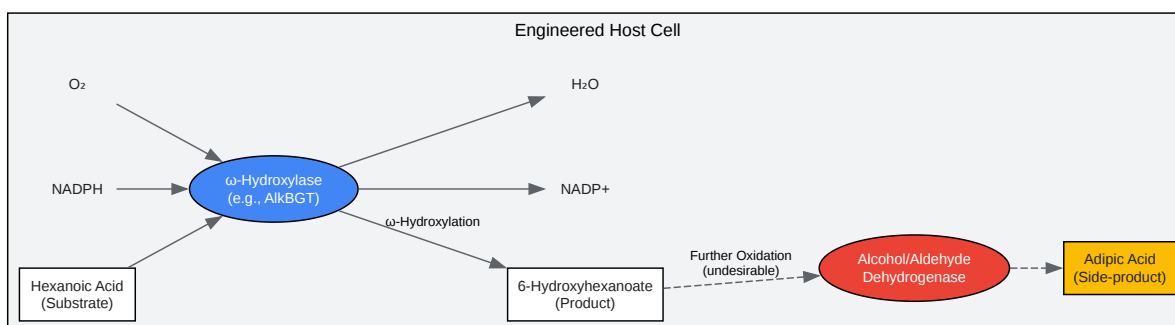 Engineered Host Cell
O₂
H₂O
NADPH
ω-Hydroxylase
(e.g., AlkBGT)
NADP+
ω-Hydroxylation
Hexanoic Acid
(Substrate)
6-Hydroxyhexanoate
(Product)
Further Oxidation
(undesirable)
Alcohol/Aldehyde
Dehydrogenase
Adipic Acid
(Side-product)